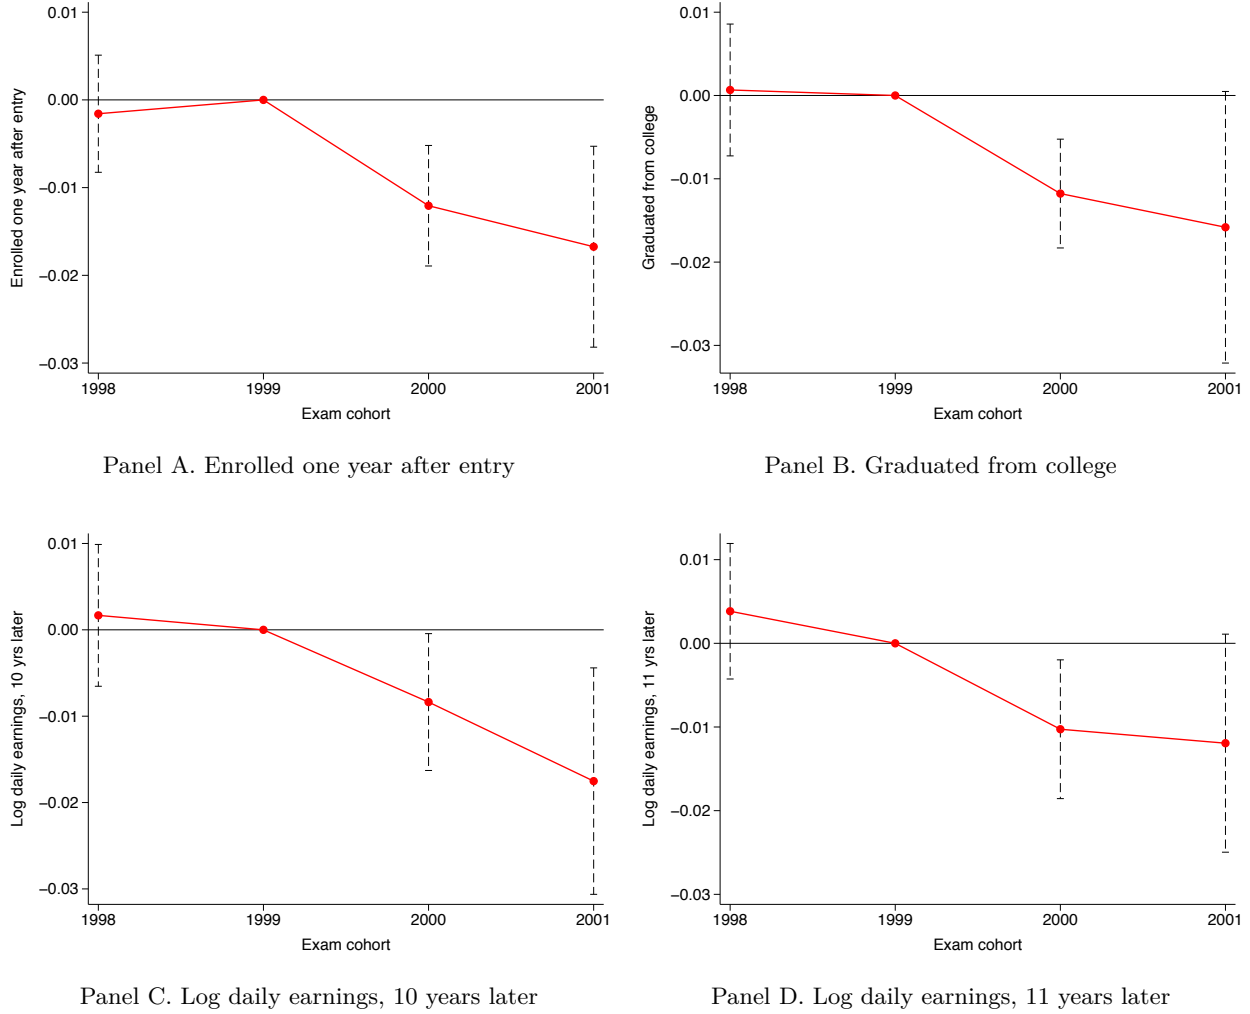 0.01
0.00
−0.01
−0.02
−0.03
Enrolled one year after entry
1998 1999 2000 2001
Exam cohort
Panel A. Enrolled one year after entry
0.01
0.00
−0.01
−0.02
−0.03
Graduated from college
1998 1999 2000 2001
Exam cohort
Panel B. Graduated from college
0.01
0.00
−0.01
−0.02
−0.03
Log daily earnings, 10 yrs later
1998 1999 2000 2001
Exam cohort
Panel C. Log daily earnings, 10 years later
0.01
0.00
−0.01
−0.02
−0.03
Log daily earnings, 11 yrs later
1998 1999 2000 2001
Exam cohort
Panel D. Log daily earnings, 11 years later